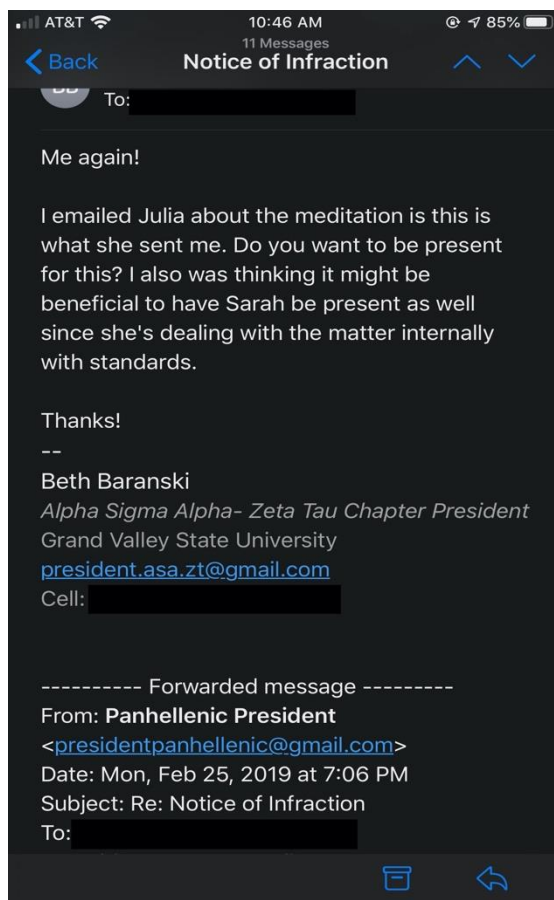 AT&T
10:46 AM
85%
Back
11 Messages
Notice of Infraction
To:
Me again!
I emailed Julia about the meditation is this is
what she sent me. Do you want to be present
for this? I also was thinking it might be
beneficial to have Sarah be present as well
since she's dealing with the matter internally
with standards.
Thanks!
--
Beth Baranski
Alpha Sigma Alpha- Zeta Tau Chapter President
Grand Valley State University
president.asa.zt@gmail.com
Cell:
---------- Forwarded message ---------
From: Panhellenic President
<presidentpanhellenic@gmail.com>
Date: Mon, Feb 25, 2019 at 7:06 PM
Subject: Re: Notice of Infraction
To: